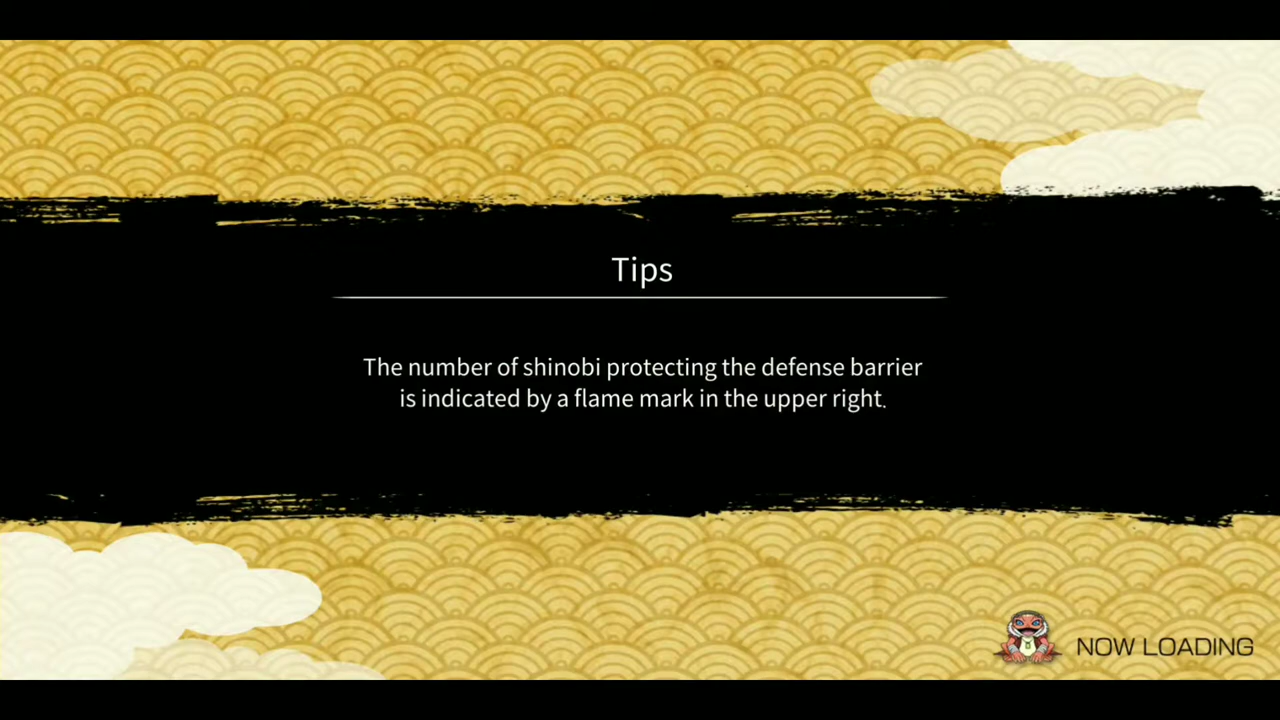 Tips
The number of shinobi protecting the defense barrier
is indicated by a flame mark in the upper right.
NOW LOADING